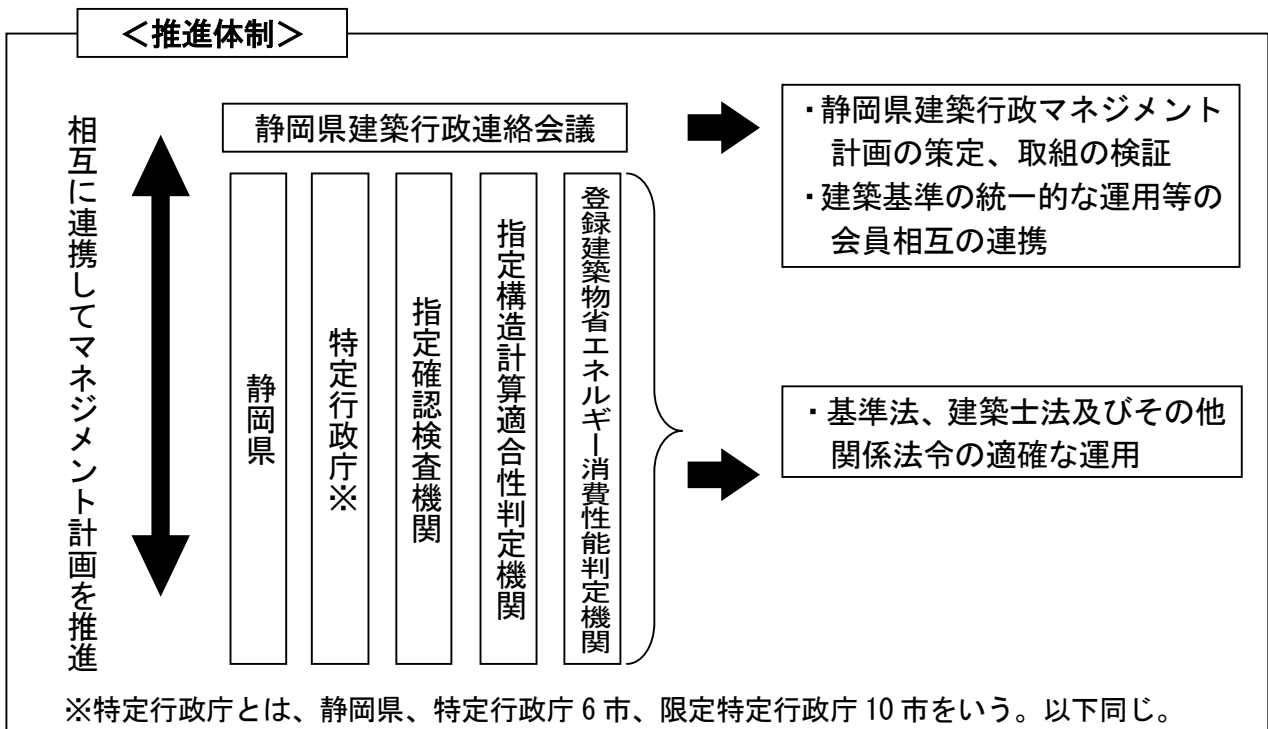 ＜推進体制＞
相互に連携してマネジメント計画を推進
静岡県建築行政連絡会議
静岡県
特定行政庁※
指定確認検査機関
指定構造計算適合性判定機関
登録建築物省エネルギー消費性能判定機関
・静岡県建築行政マネジメント
計画の策定、取組の検証
・建築基準の統一的な運用等の
会員相互の連携
・基準法、建築士法及びその他
関係法令の適確な運用
※特定行政庁とは、静岡県、特定行政庁６市、限定特定行政庁 10 市をいう。以下同じ。